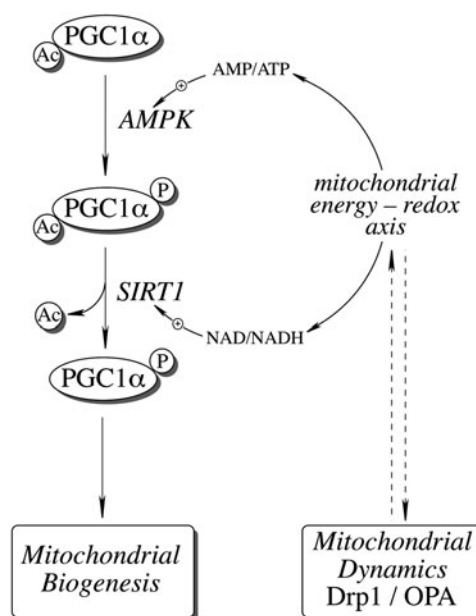 PGC1α
Ac
AMP/ATP
+
AMPK
mitochondrial
energy – redox
axis
P
PGC1α
Ac
SIRT1
Ac
+
NAD/NADH
P
PGC1α
Mitochondrial
Biogenesis
Mitochondrial
Dynamics
Drp1 / OPA